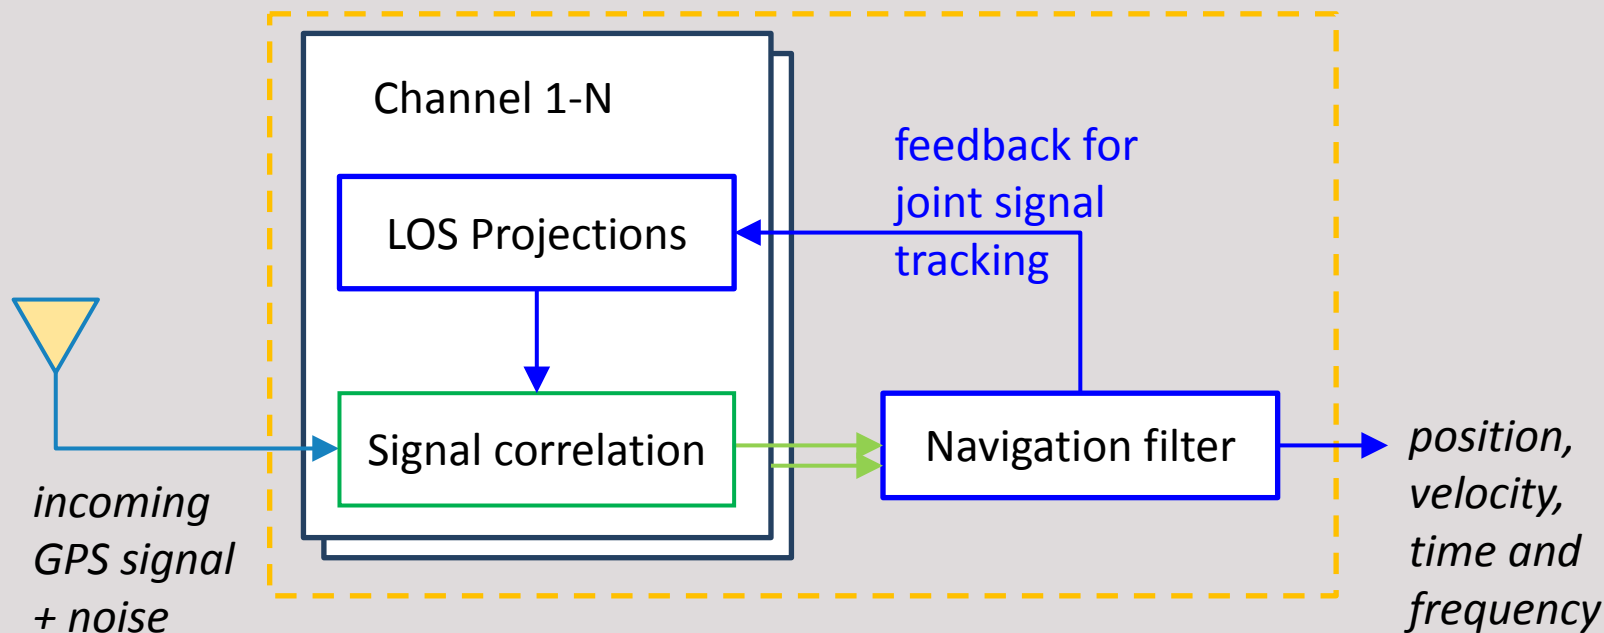 Channel 1-N
feedback for
joint signal
tracking
LOS Projections
Signal correlation
Navigation filter
incoming
GPS signal
+ noise
position,
velocity,
time and
frequency